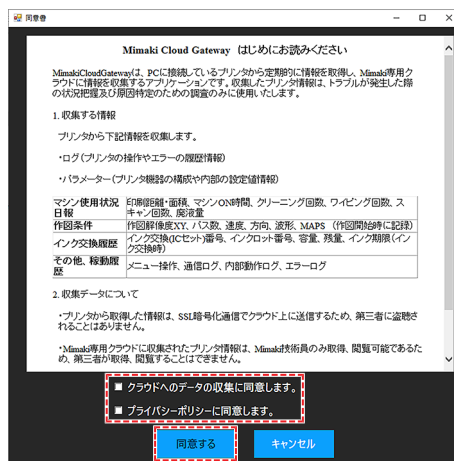 同意書
Mimaki Cloud Gateway はじめにお読みください
MimakiCloudGatewayは、PCに接続しているプリンタから定期的に情報を取得し、Mimaki専用ク
ラウドに情報を収集するアプリケーションです。収集したプリンタ情報は、トラブルが発生した際
の状況把握及び原因特定のための調査のみに使用いたします。
1. 収集する情報
プリンタから下記情報を収集します。
・ログ（プリンタの操作やエラーの履歴情報）
・パラメーター（プリンタ機器の構成や内部の設定値情報）
マシン使用状況 印刷距離・面積、マシンON時間、クリーニング回数、ワイピング回数、ス
日報 キャン回数、廃液量
作図条件 作図解像度XY、パス数、速度、方向、波形、MAPS （作図開始時に記録）
インク交換履歴 インク交換(ICセット)番号、インクロット番号、容量、残量、インク期限（イン
ク交換時）
その他、稼動履 メニュー操作、通信ログ、内部動作ログ、エラーログ
歴
2. 収集データについて
・プリンタから取得した情報は、SSL暗号化通信でクラウド上に送信するため、第三者に盗聴さ
れることはありません。
・Mimaki専用クラウドに収集されたプリンタ情報は、Mimaki技術員のみ取得、閲覧可能であるた
め、第三者が取得、閲覧することはできません。
クラウドへのデータの収集に同意します。
プライバシーポリシーに同意します。
同意する キャンセル